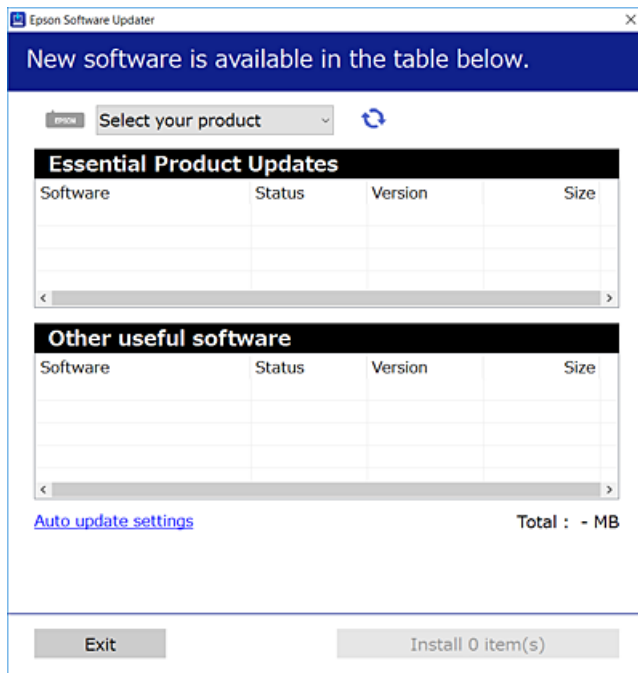 Epson Software Updater
New software is available in the table below.
EPSON Select your product
Essential Product Updates
Software Status Version Size
Other useful software
Software Status Version Size
Auto update settings Total : - MB
Exit Install 0 item(s)